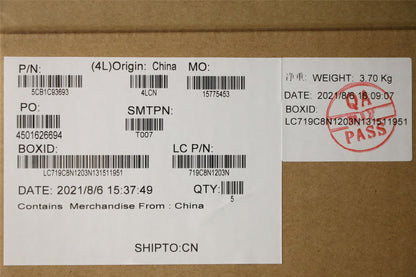 P/N: (4L)Origin: China MO:
5CB1C93693 4LCN 15775453
PO: SMTPN:
4501626694 T007
BOXID: LC P/N:
LC719C8N1203N131511951 719C8N1203N
DATE: 2021/8/6 15:37:49 QTY:
5
Contains Merchandise From : China
SHIPTO:CN
净重: WEIGHT: 3.70 Kg
DATE: 2021/8/6 16:09:07
BOXID:
LC719C8N1203N131511951
QA
PASS